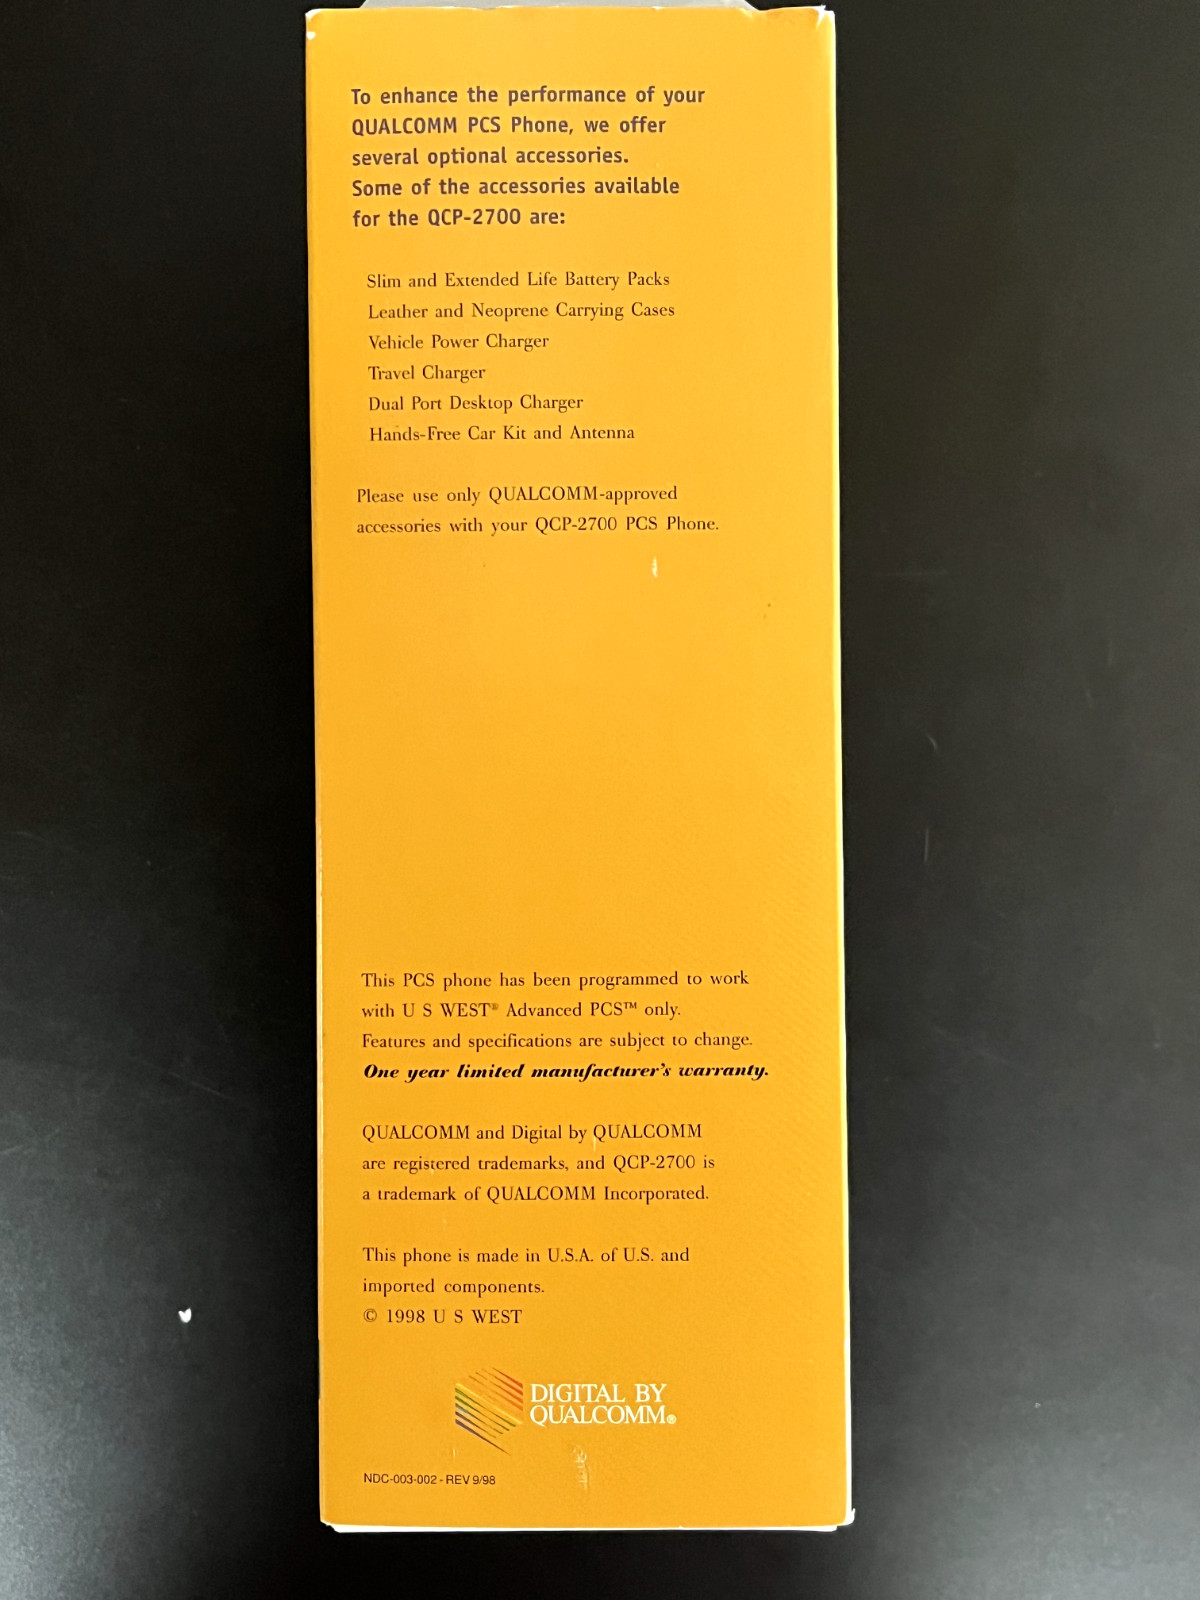 To enhance the performance of your
QUALCOMM PCS Phone, we offer
several optional accessories.
Some of the accessories available
for the QCP-2700 are:
Slim and Extended Life Battery Packs
Leather and Neoprene Carrying Cases
Vehicle Power Charger
Travel Charger
Dual Port Desktop Charger
Hands-Free Car Kit and Antenna
Please use only QUALCOMM-approved
accessories with your QCP-2700 PCS Phone.
This PCS phone has been programmed to work
with U S WEST® Advanced PCS™ only.
Features and specifications are subject to change.
One year limited manufacturer's warranty.
QUALCOMM and Digital by QUALCOMM
are registered trademarks, and QCP-2700 is
a trademark of QUALCOMM Incorporated.
This phone is made in U.S.A. of U.S. and
imported components.
© 1998 U S WEST
DIGITAL BY
QUALCOMM®
NDC-003-002 - REV 9/98